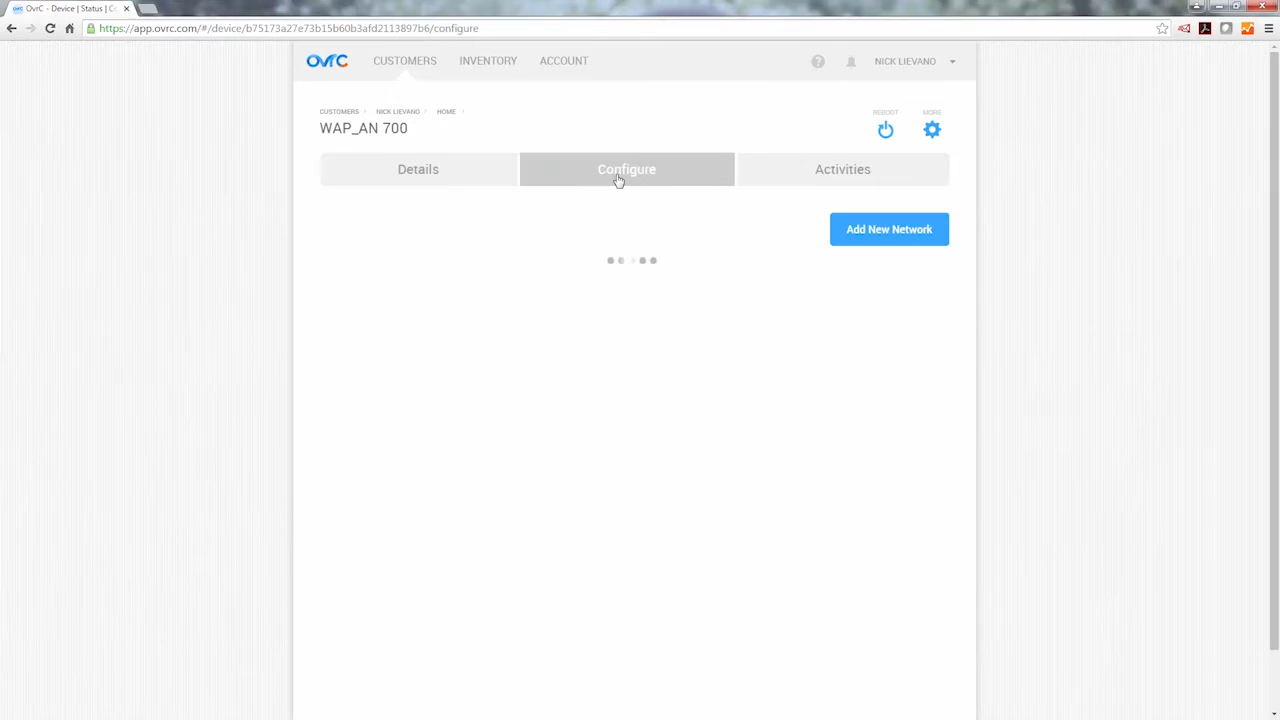 OvrC - Device | Status | Co
https://app.ovrc.com/#/device/b75173a27e73b15b60b3afd2113897b6/configure
OvrC CUSTOMERS INVENTORY ACCOUNT ? NICK LIEVANO
CUSTOMERS NICK LIEVANO HOME
WAP_AN 700
REBOOT MORE
Details Configure Activities
Add New Network